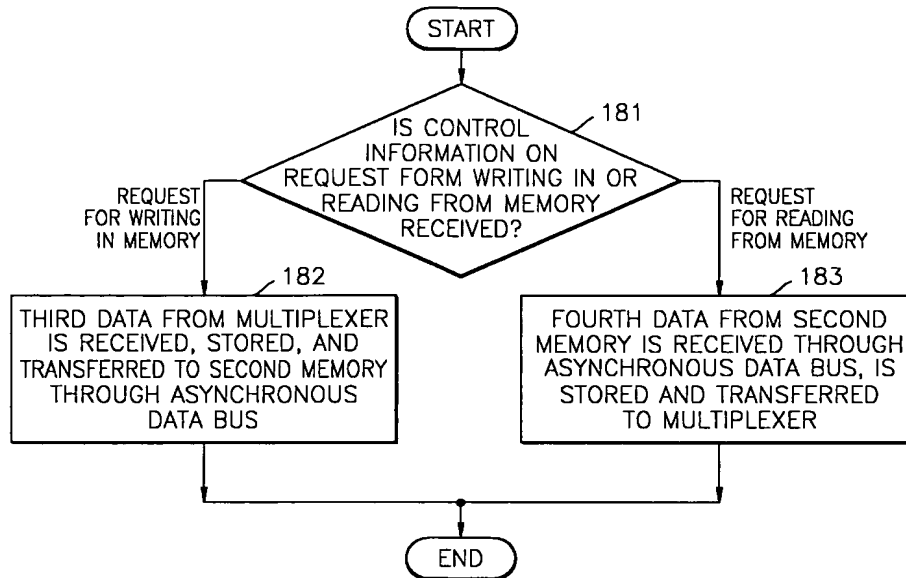 START
181
IS CONTROL
INFORMATION ON
REQUEST FORM WRITING IN OR
READING FROM MEMORY
RECEIVED?
REQUEST
FOR WRITING
IN MEMORY
REQUEST
FOR READING
FROM MEMORY
182
THIRD DATA FROM MULTIPLEXER
IS RECEIVED, STORED, AND
TRANSFERRED TO SECOND MEMORY
THROUGH ASYNCHRONOUS
DATA BUS
183
FOURTH DATA FROM SECOND
MEMORY IS RECEIVED THROUGH
ASYNCHRONOUS DATA BUS, IS
STORED AND TRANSFERRED
TO MULTIPLEXER
END